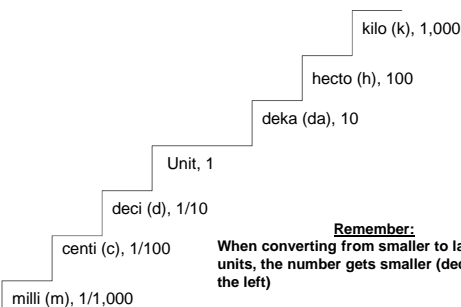 kilo (k), 1,000
hecto (h), 100
deka (da), 10
Unit, 1
deci (d), 1/10
Remember:
centi (c), 1/100
When converting from smaller to
units, the number gets smaller
the left)
milli (m), 1/1,000